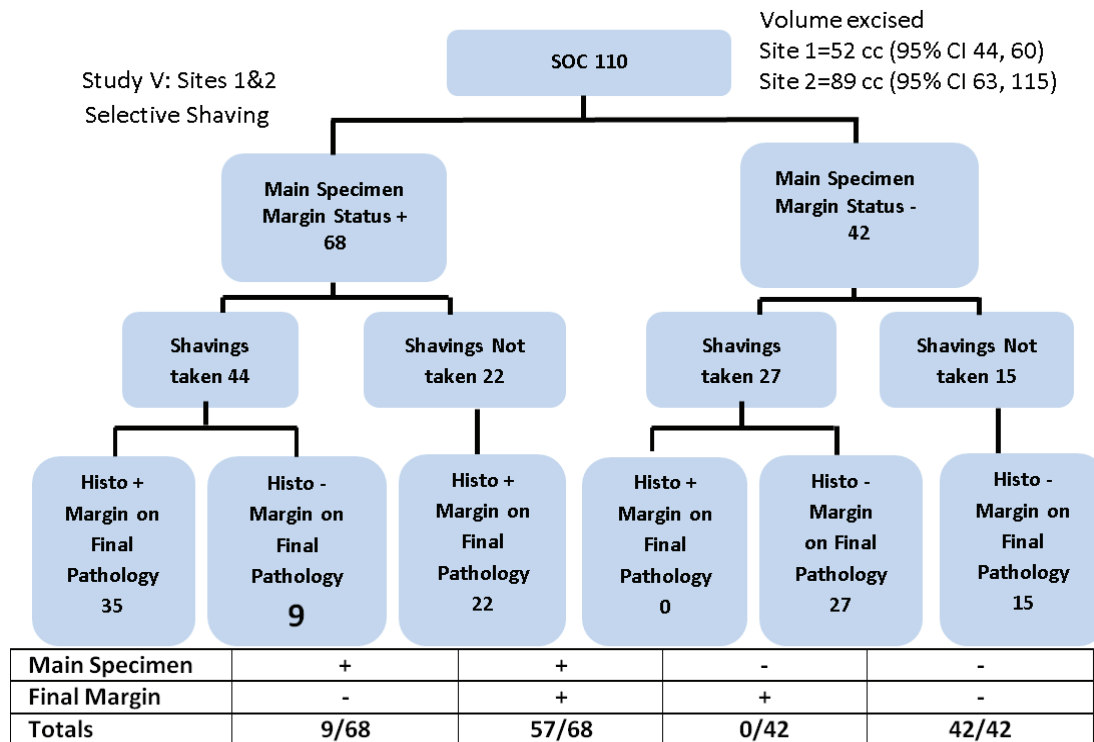 Volume excised
Site 1=52 cc (95% CI 44, 60)
Site 2=89 cc (95% CI 63, 115)
SOC 110
Study V: Sites 1&2
Selective Shaving
Main Specimen
Margin Status +
68
Main Specimen
Margin Status -
42
Shavings
taken 44
Shavings Not
taken 22
Shavings
taken 27
Shavings Not
taken 15
Histo +
Margin on
Final
Pathology
35
Histo -
Margin on
Final
Pathology
9
Histo +
Margin on
Final
Pathology
22
Histo +
Margin on
Final
Pathology
0
Histo -
Margin
on Final
Pathology
27
Histo -
Margin on
Final
Pathology
15
Main Specimen + + - -
Final Margin - + + -
Totals 9/68 57/68 0/42 42/42